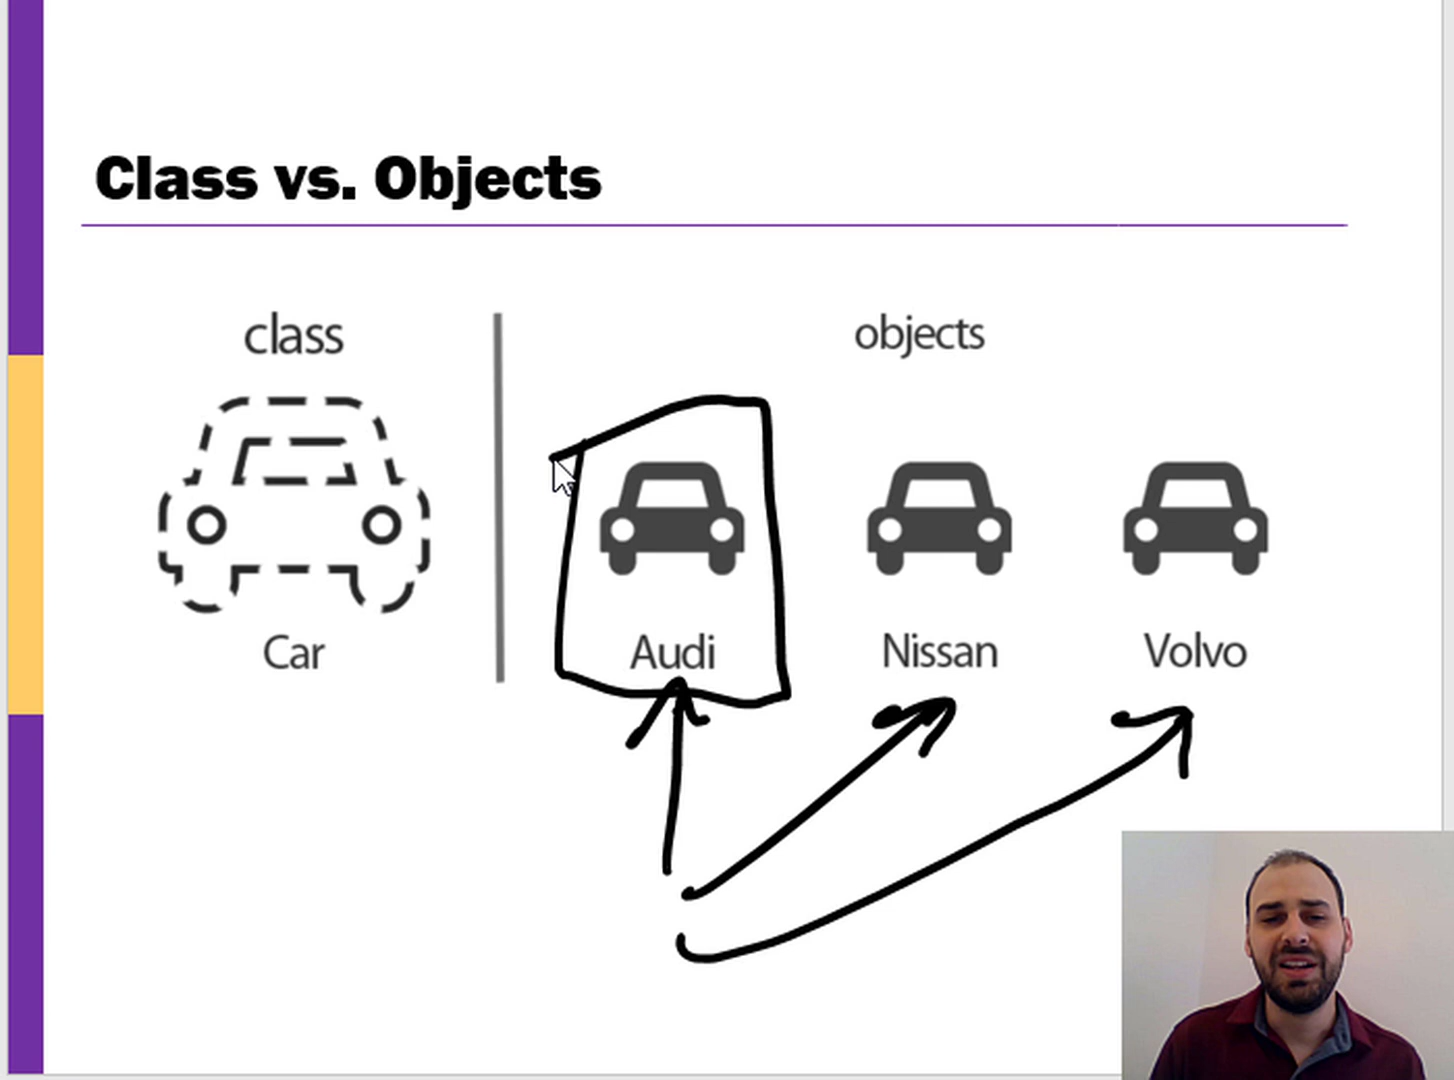 Class vs. Objects
class
objects
Car
Audi
Nissan
Volvo